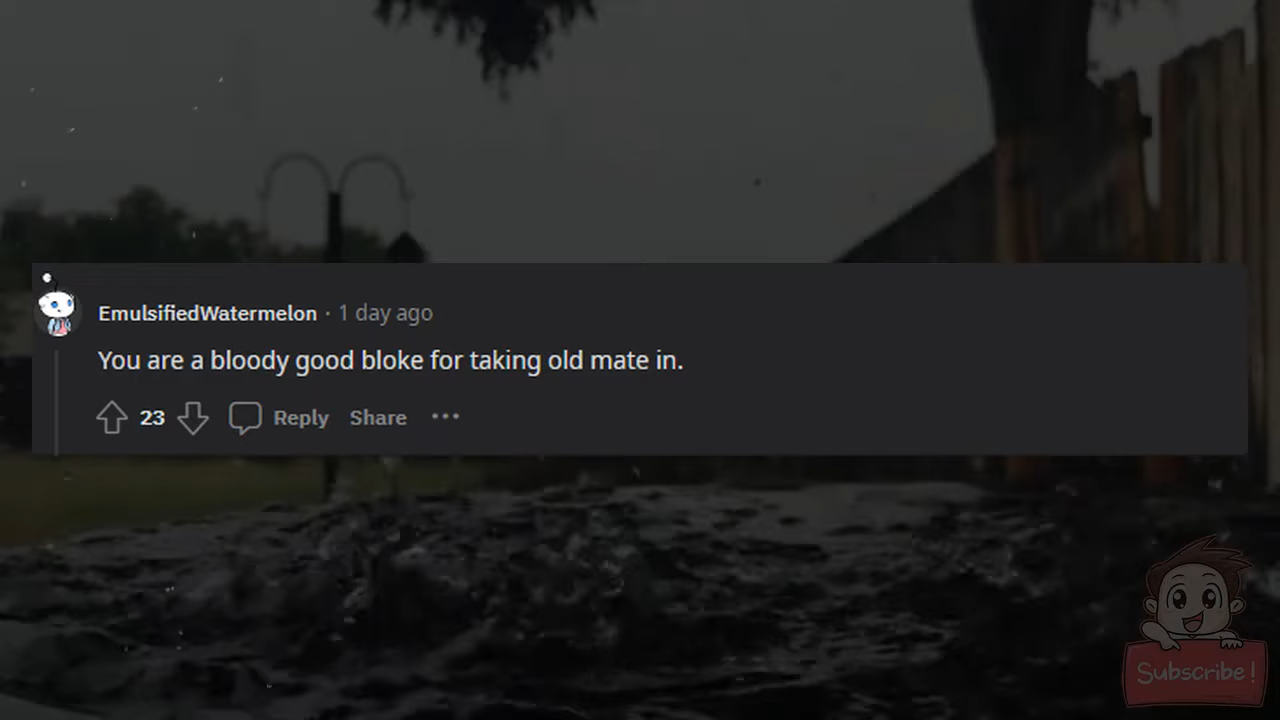 EmulsifiedWatermelon · 1 day ago
You are a bloody good bloke for taking old mate in.
23 Reply Share ···
Subscribe!